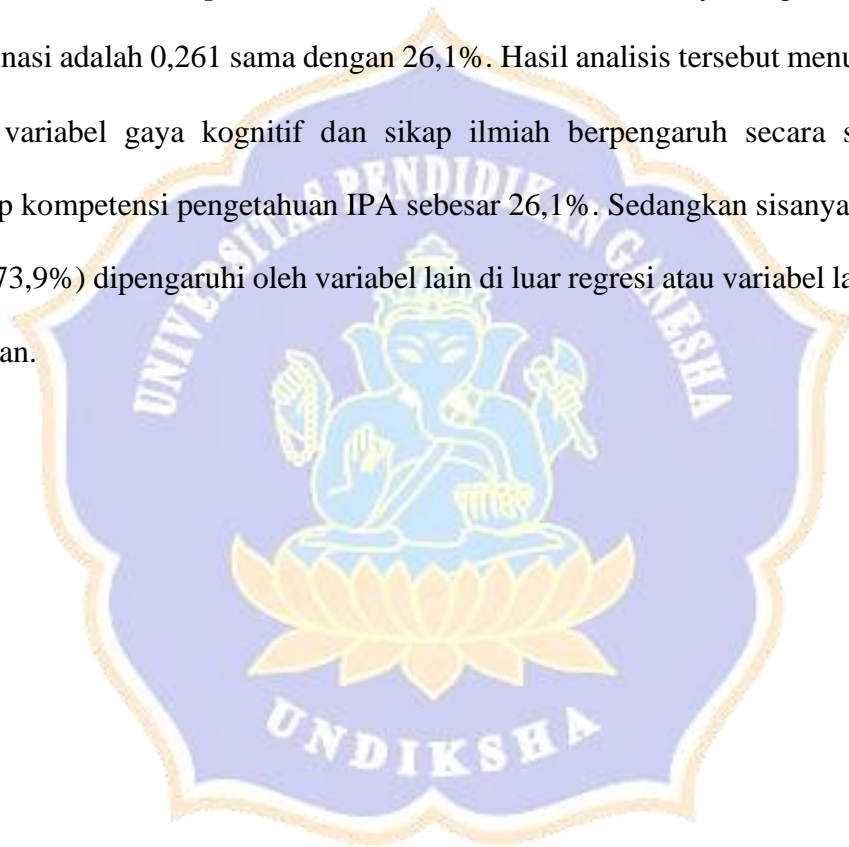 nasi adalah 0,261 sama dengan 26,1%. Hasil analisis tersebut menu
variabel gaya kognitif dan sikap ilmiah berpengaruh secara s
p kompetensi pengetahuan IPA sebesar 26,1%. Sedangkan sisanya
73,9%) dipengaruhi oleh variabel lain di luar regresi atau variabel la
an.
UNIVERSITAS PENDIDIKAN GANESHA
UNDIKSHA